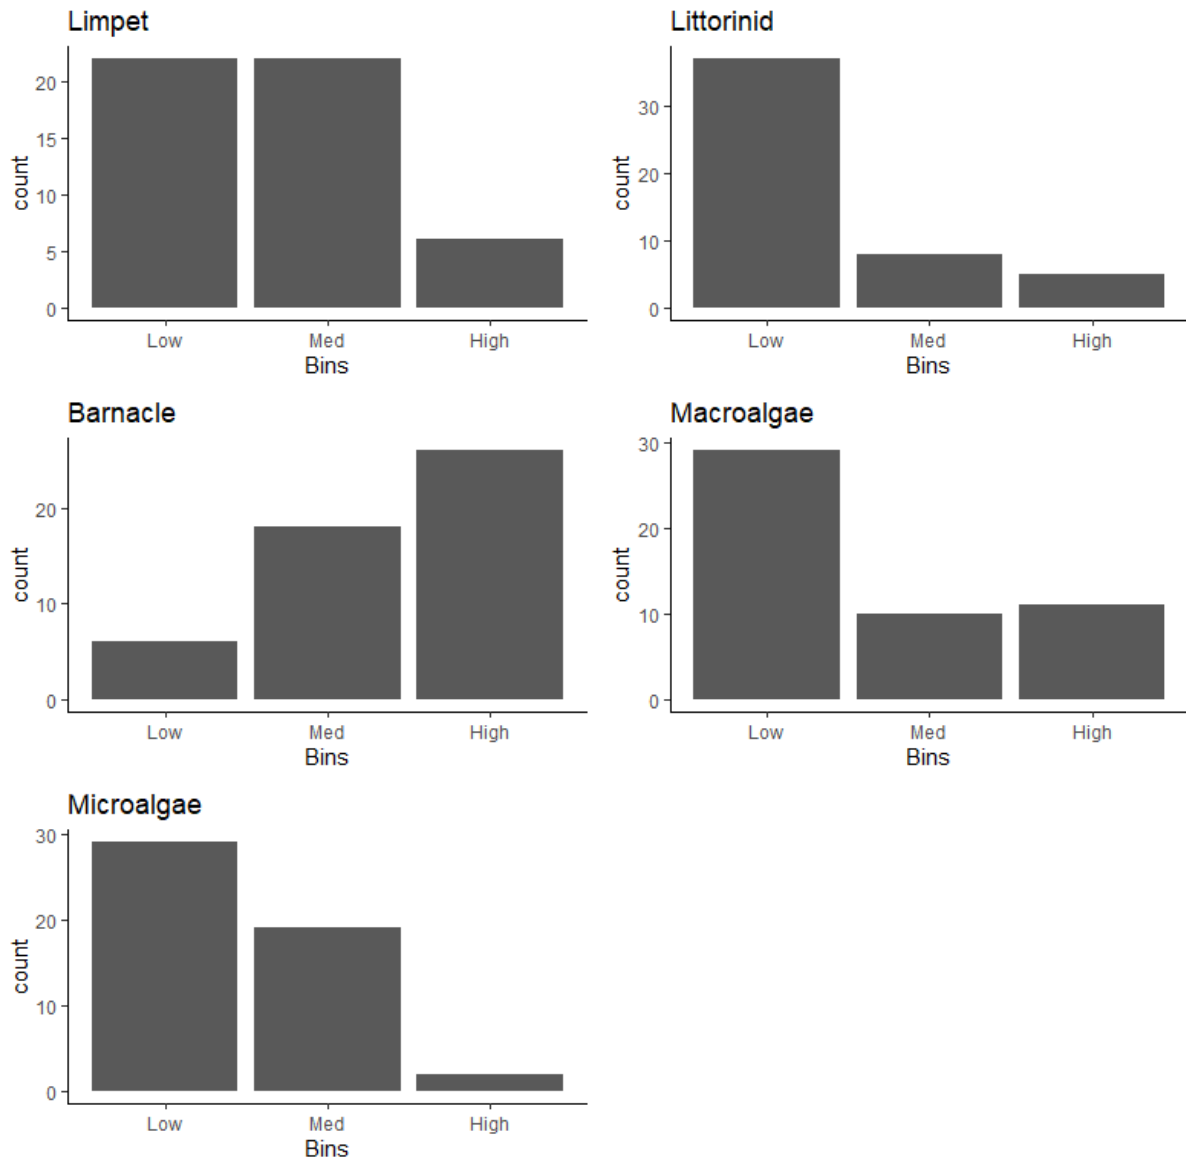 Limpet
count
20
15
10
5
0
Low Med High
Bins
Littorinid
count
30
20
10
0
Low Med High
Bins
Barnacle
count
20
10
0
Low Med High
Bins
Macroalgae
count
30
20
10
0
Low Med High
Bins
Microalgae
count
30
20
10
0
Low Med High
Bins